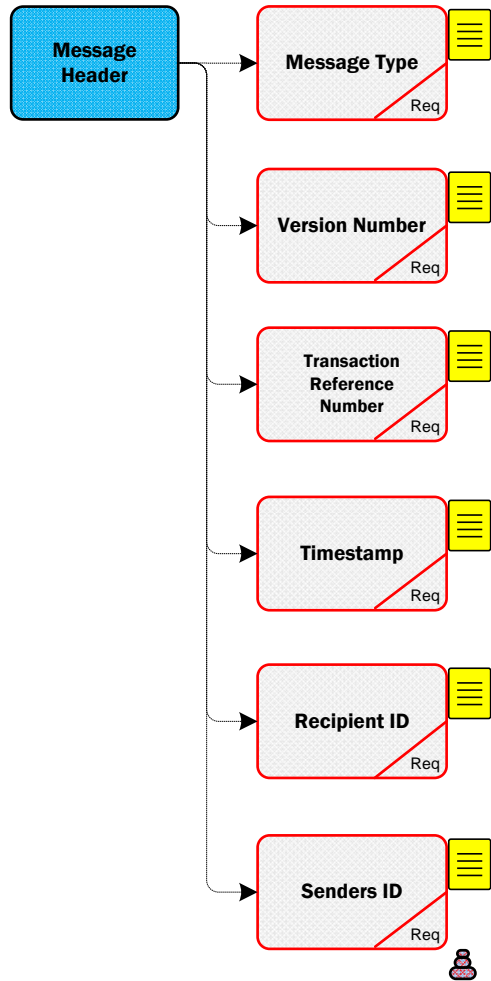 Message
Header
Message Type
Req
Version Number
Req
Transaction
Reference
Number
Req
Timestamp
Req
Recipient ID
Req
Senders ID
Req